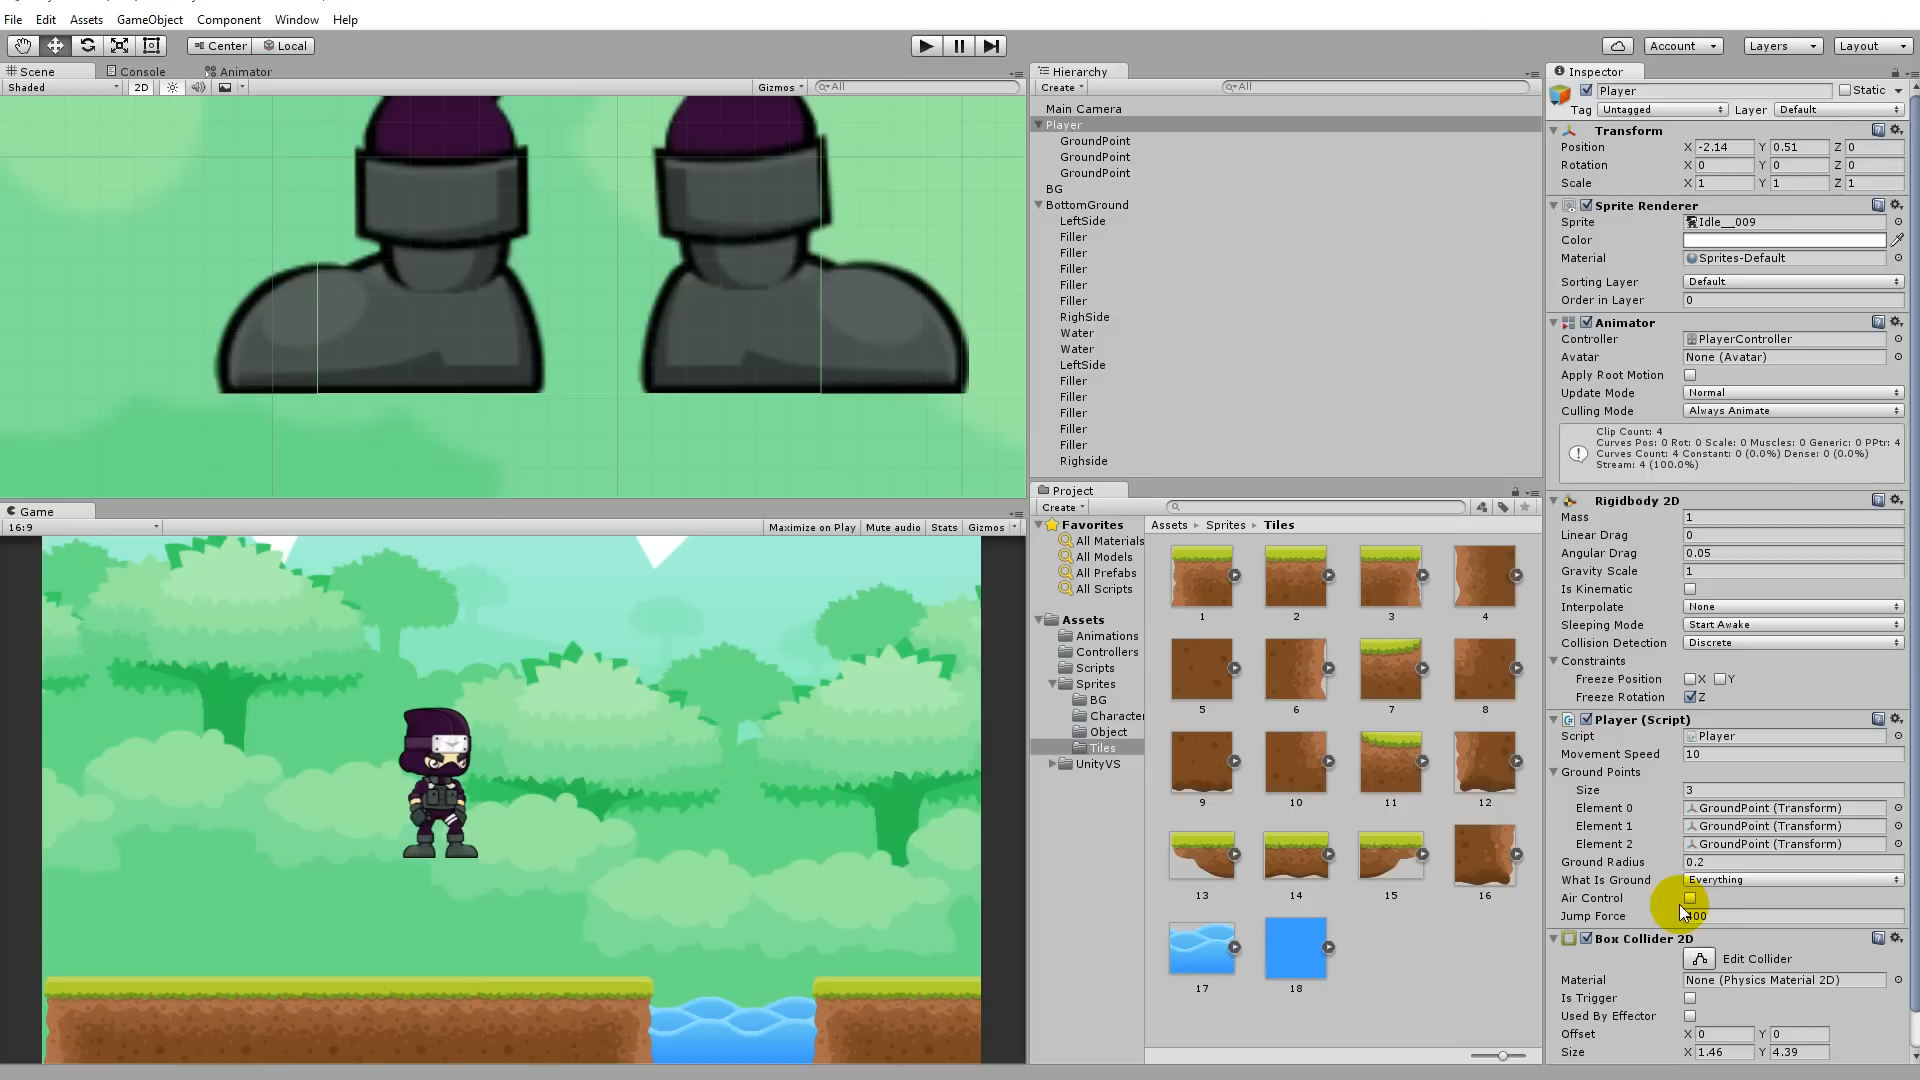 File Edit Assets GameObject Component Window Help
Center Local
Account Layers Layout
Scene Console Animator
Shaded 2D Gizmos All
Game
16:9 Maximize on Play Mute audio Stats Gizmos
Hierarchy
Create All
Main Camera
Player
GroundPoint
GroundPoint
GroundPoint
BG
BottomGround
LeftSide
Filler
Filler
Filler
Filler
Filler
RighSide
Water
Water
LeftSide
Filler
Filler
Filler
Filler
Filler
Righside
Project
Create
Favorites
All Materials
All Models
All Prefabs
All Scripts
Assets
Animations
Controllers
Scripts
Sprites
BG
Character
Object
Tiles
UnityVS
Assets Sprites Tiles
1 2 3 4
5 6 7 8
9 10 11 12
13 14 15 16
17 18
Inspector
Player Static
Tag Untagged Layer Default
Transform
Position X -2.14 Y 0.51 Z 0
Rotation X 0 Y 0 Z 0
Scale X 1 Y 1 Z 1
Sprite Renderer
Sprite Idle__009
Color
Material Sprites-Default
Sorting Layer Default
Order in Layer 0
Animator
Controller PlayerController
Avatar None (Avatar)
Apply Root Motion
Update Mode Normal
Culling Mode Always Animate
Clip Count: 4
Curves Pos: 0 Rot: 0 Scale: 0 Muscles: 0 Generic: 0 PPtr: 4
Curves Count: 4 Constant: 0 (0.0%) Dense: 0 (0.0%)
Stream: 4 (100.0%)
Rigidbody 2D
Mass 1
Linear Drag 0
Angular Drag 0.05
Gravity Scale 1
Is Kinematic
Interpolate None
Sleeping Mode Start Awake
Collision Detection Discrete
Constraints
Freeze Position X Y
Freeze Rotation Z
Player (Script)
Script Player
Movement Speed 10
Ground Points
Size 3
Element 0 GroundPoint (Transform)
Element 1 GroundPoint (Transform)
Element 2 GroundPoint (Transform)
Ground Radius 0.2
What Is Ground Everything
Air Control
Jump Force
Box Collider 2D
Edit Collider
Material None (Physics Material 2D)
Is Trigger
Used By Effector
Offset X 0 Y 0
Size X 1.46 Y 4.39